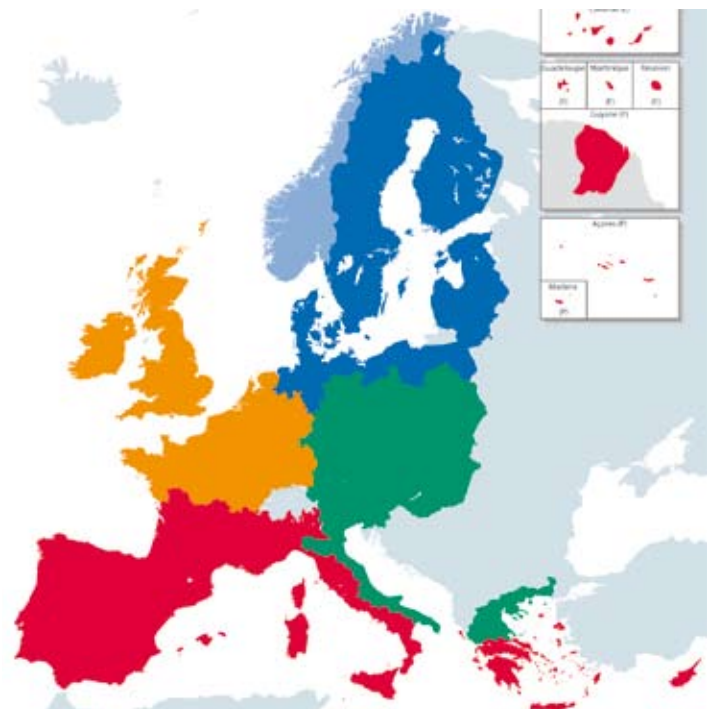 Guadeloupe Martinique Réunion
(F) (F) (F)
Guyane (F)
Açores (P)
Madeira
(P)